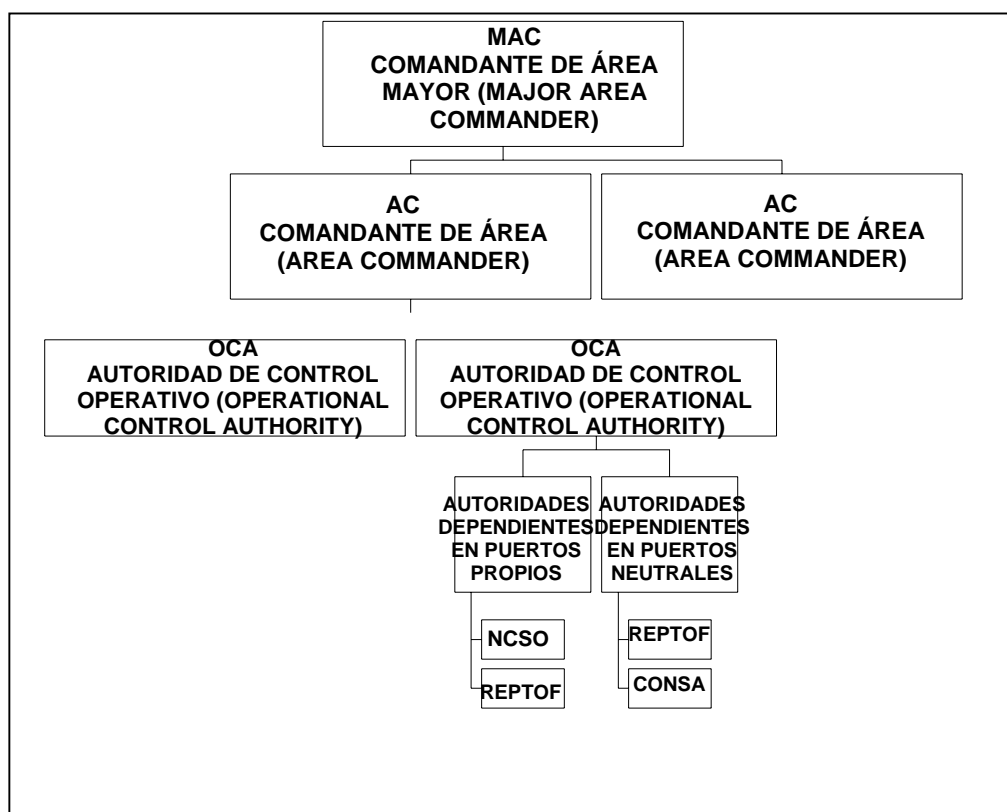 MAC
COMANDANTE DE ÁREA
MAYOR (MAJOR AREA
COMMANDER)
AC
COMANDANTE DE ÁREA
(AREA COMMANDER)
AC
COMANDANTE DE ÁREA
(AREA COMMANDER)
OCA
AUTORIDAD DE CONTROL
OPERATIVO (OPERATIONAL
CONTROL AUTHORITY)
OCA
AUTORIDAD DE CONTROL
OPERATIVO (OPERATIONAL
CONTROL AUTHORITY)
AUTORIDADES
DEPENDIENTES
EN PUERTOS
PROPIOS
AUTORIDADES
DEPENDIENTES
EN PUERTOS
NEUTRALES
NCSO
REPTOF
REPTOF
CONSA